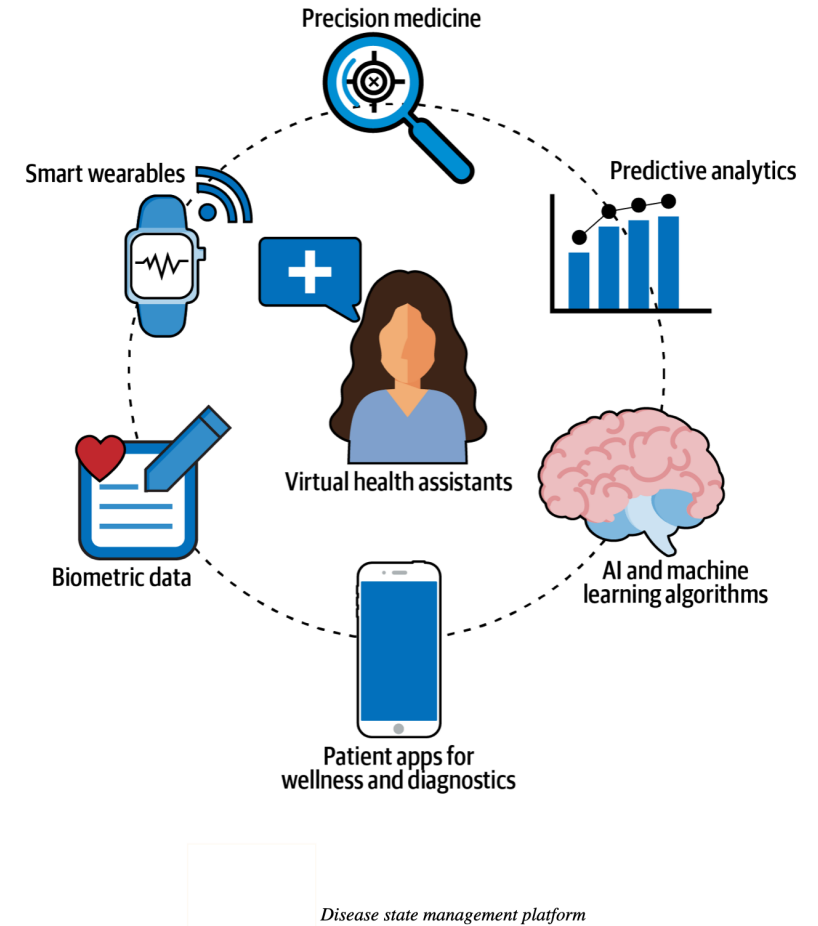 Precision medicine
Smart wearables
Predictive analytics
Virtual health assistants
Biometric data
AI and machine
learning algorithms
Patient apps for
wellness and diagnostics
Disease state management platform